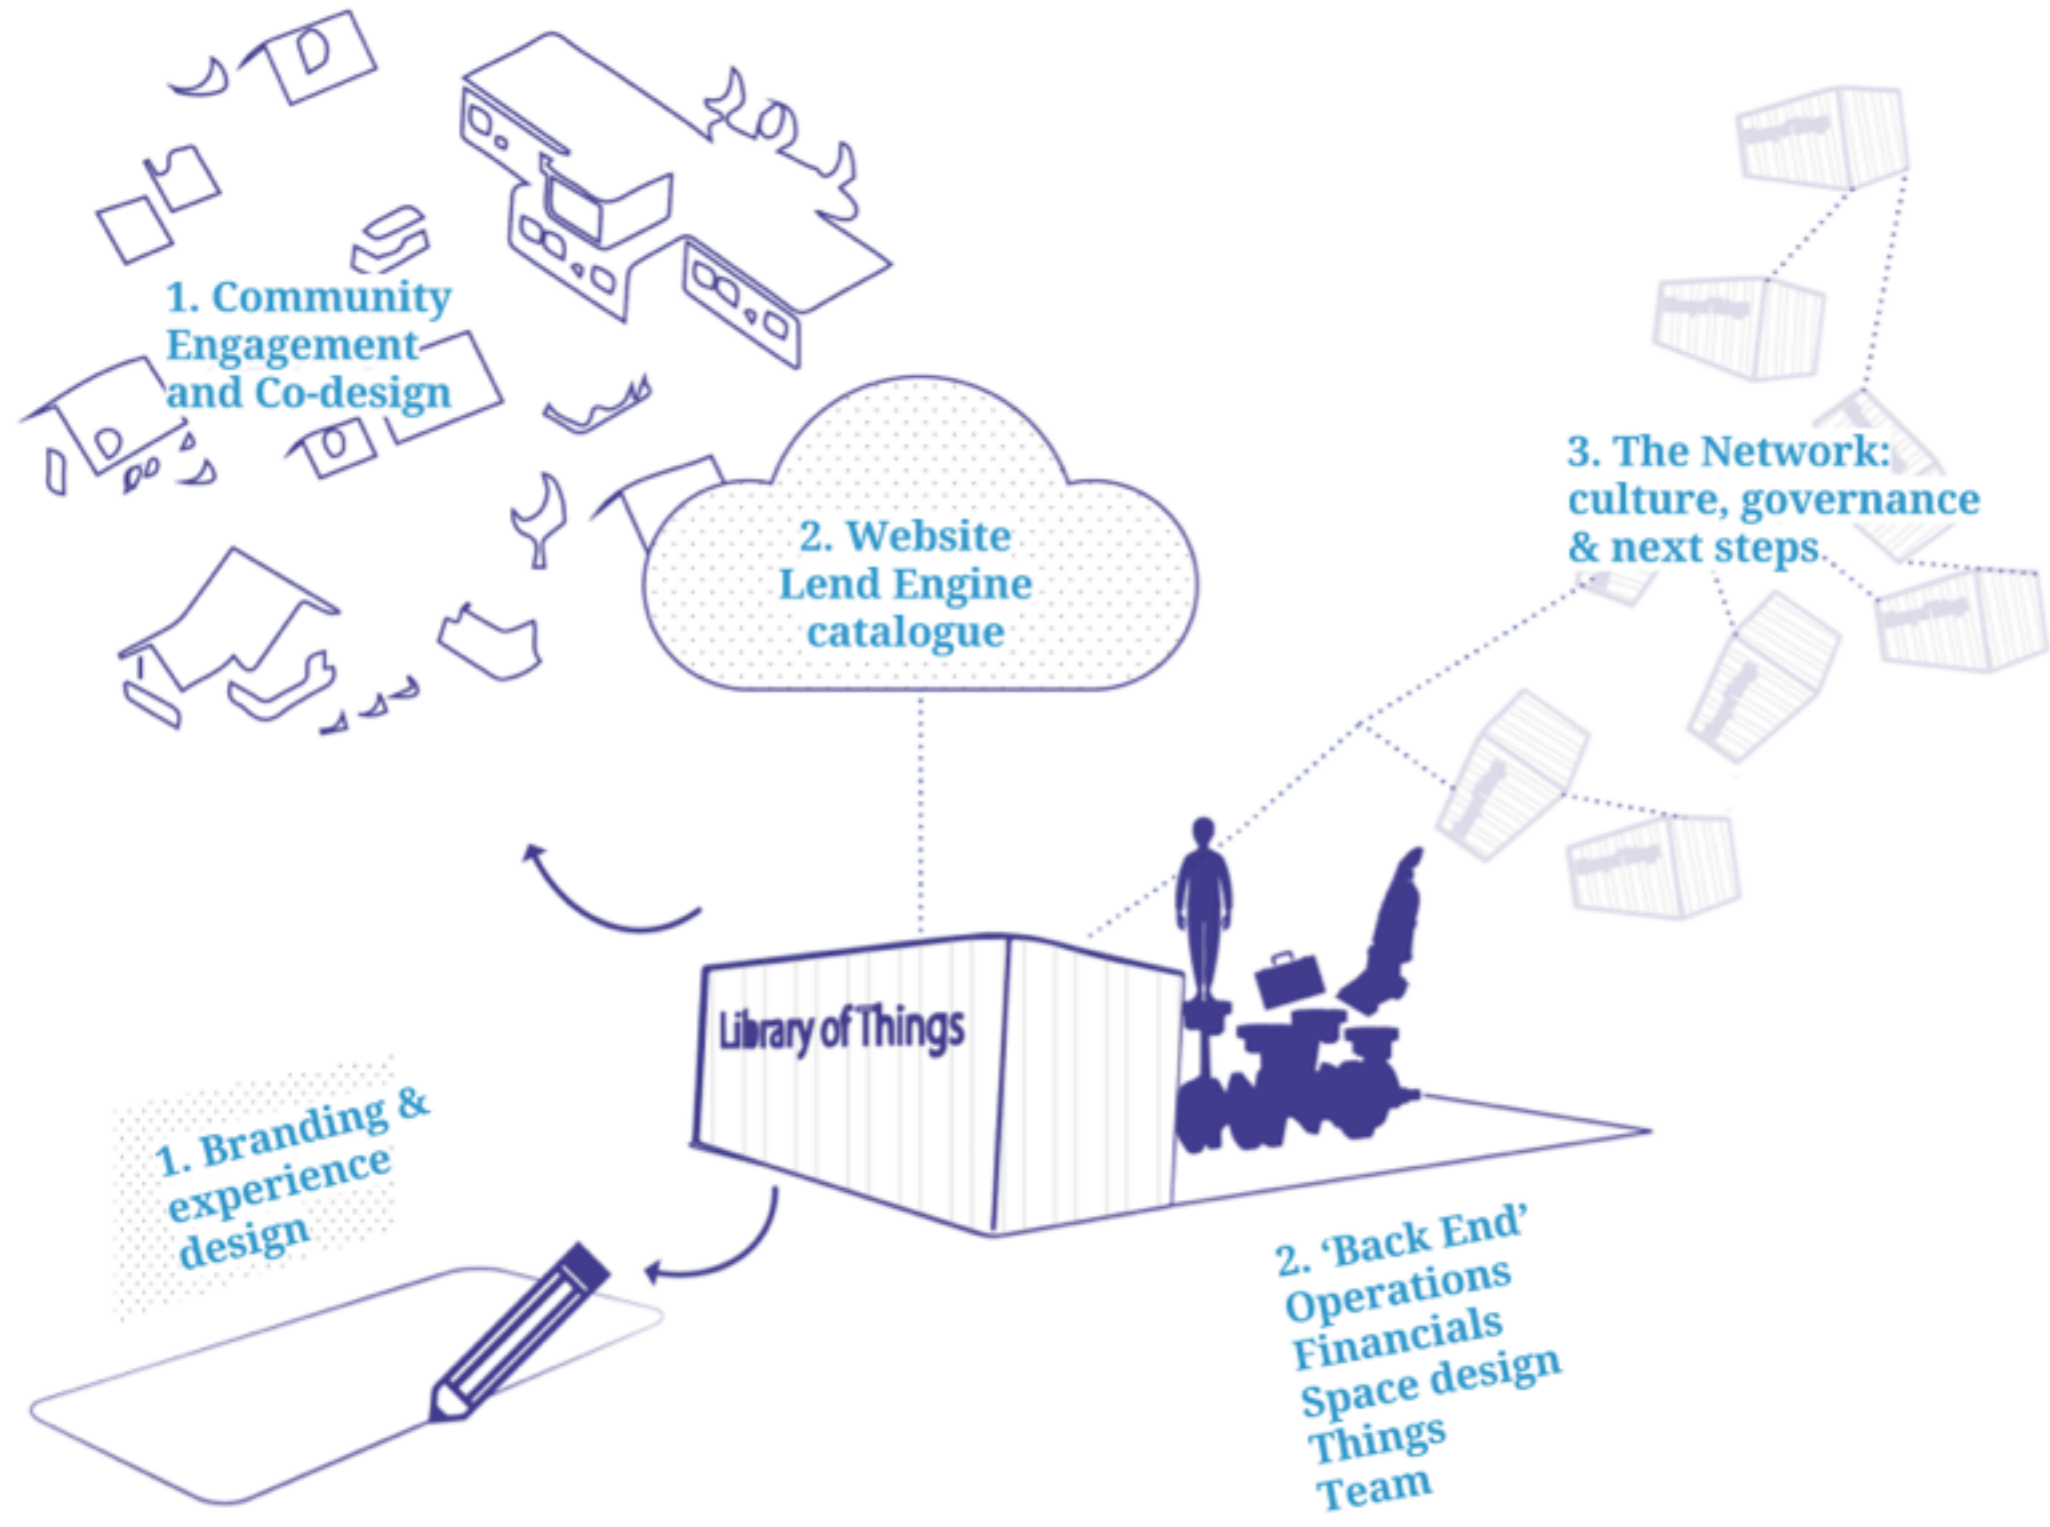 1. Community
Engagement
and Co-design
2. Website
Lend Engine
catalogue
3. The Network:
culture, governance
& next steps
Library of Things
1. Branding &
experience
design
2. ‘Back End’
Operations
Financials
Space design
Things
Team